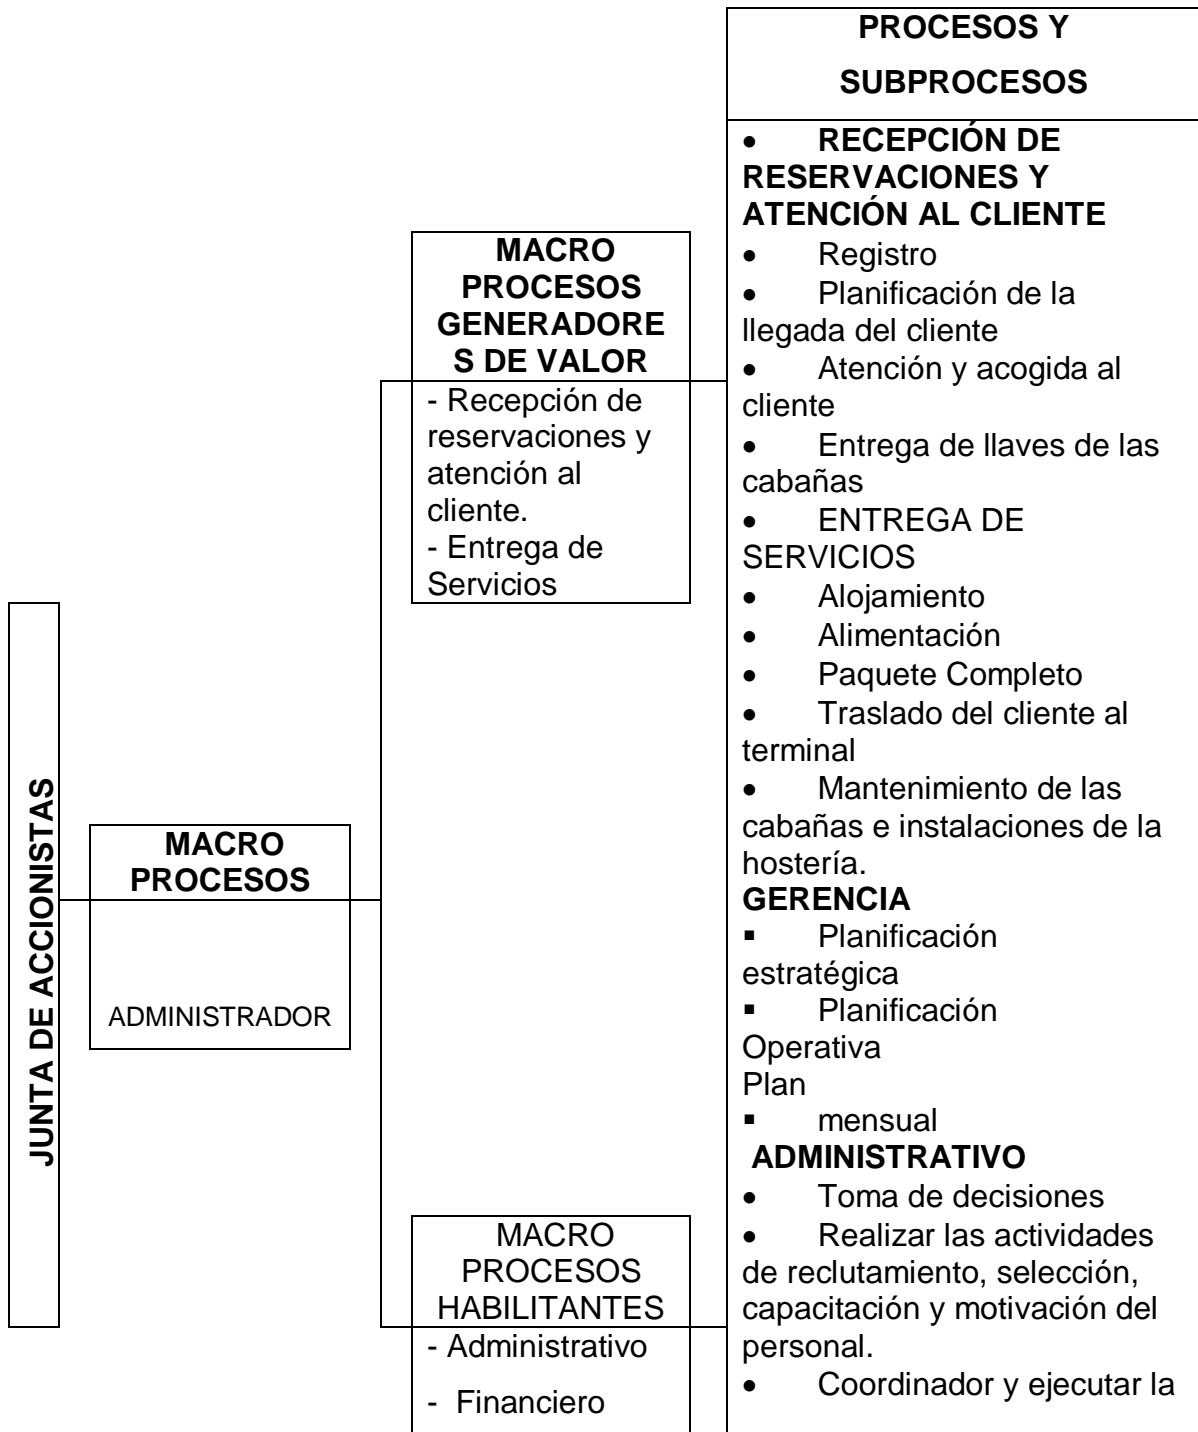 JUNTA DE ACCIONISTAS
MACRO
PROCESOS
ADMINISTRADOR
MACRO
PROCESOS
GENERADORE
S DE VALOR
- Recepción de
reservaciones y
atención al
cliente.
- Entrega de
Servicios
MACRO
PROCESOS
HABILITANTES
- Administrativo
- Financiero
PROCESOS Y
SUBPROCESOS
• RECEPCIÓN DE
RESERVACIONES Y
ATENCIÓN AL CLIENTE
• Registro
• Planificación de la
llegada del cliente
• Atención y acogida al
cliente
• Entrega de llaves de las
cabañas
• ENTREGA DE
SERVICIOS
• Alojamiento
• Alimentación
• Paquete Completo
• Traslado del cliente al
terminal
• Mantenimiento de las
cabañas e instalaciones de la
hostería.
GERENCIA
▪ Planificación
estratégica
▪ Planificación
Operativa
Plan
▪ mensual
ADMINISTRATIVO
• Toma de decisiones
• Realizar las actividades
de reclutamiento, selección,
capacitación y motivación del
personal.
• Coordinador y ejecutar la